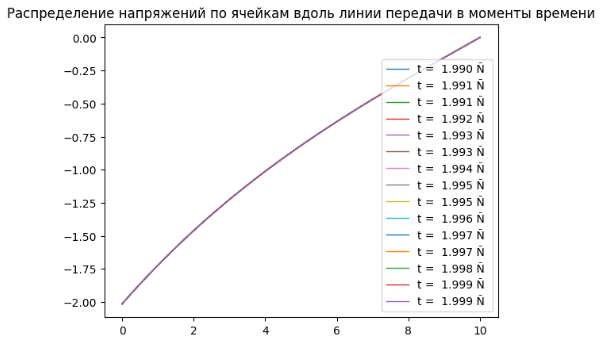 Распределение напряжений по ячейкам вдоль линии передачи в моменты времени
0.00
−0.25
−0.50
−0.75
−1.00
−1.25
−1.50
−1.75
−2.00
t =  1.990 Ñ
t =  1.991 Ñ
t =  1.991 Ñ
t =  1.992 Ñ
t =  1.993 Ñ
t =  1.993 Ñ
t =  1.994 Ñ
t =  1.995 Ñ
t =  1.995 Ñ
t =  1.996 Ñ
t =  1.997 Ñ
t =  1.997 Ñ
t =  1.998 Ñ
t =  1.999 Ñ
t =  1.999 Ñ
0 2 4 6 8 10